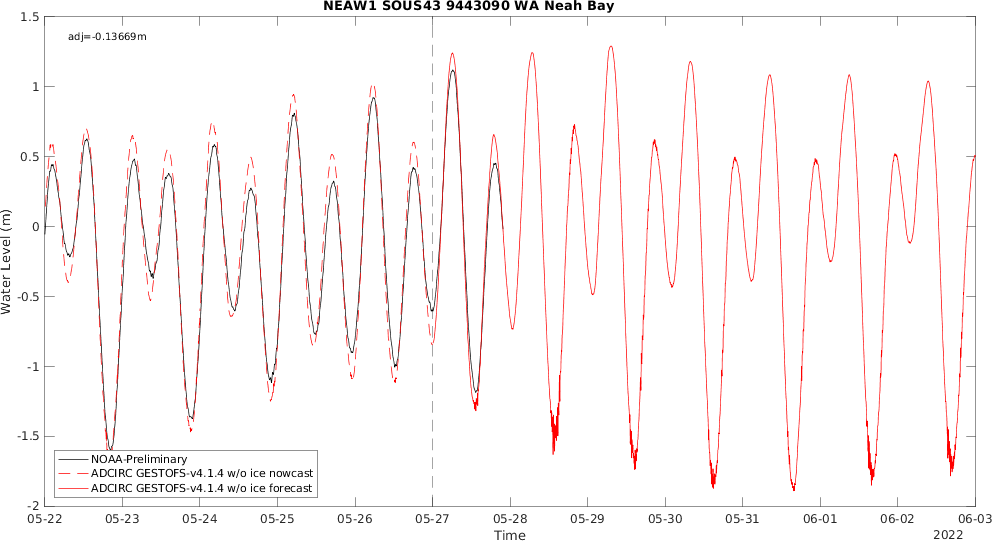 NEAW1 SOUS43 9443090 WA Neah Bay
adj=-0.13669m
1.5
1
0.5
0
-0.5
-1
-1.5
-2
Water Level (m)
NOAA-Preliminary
ADCIRC GESTOFS-v4.1.4 w/o ice nowcast
ADCIRC GESTOFS-v4.1.4 w/o ice forecast
05-22 05-23 05-24 05-25 05-26 05-27 05-28 05-29 05-30 05-31 06-01 06-02 06-03
Time
2022